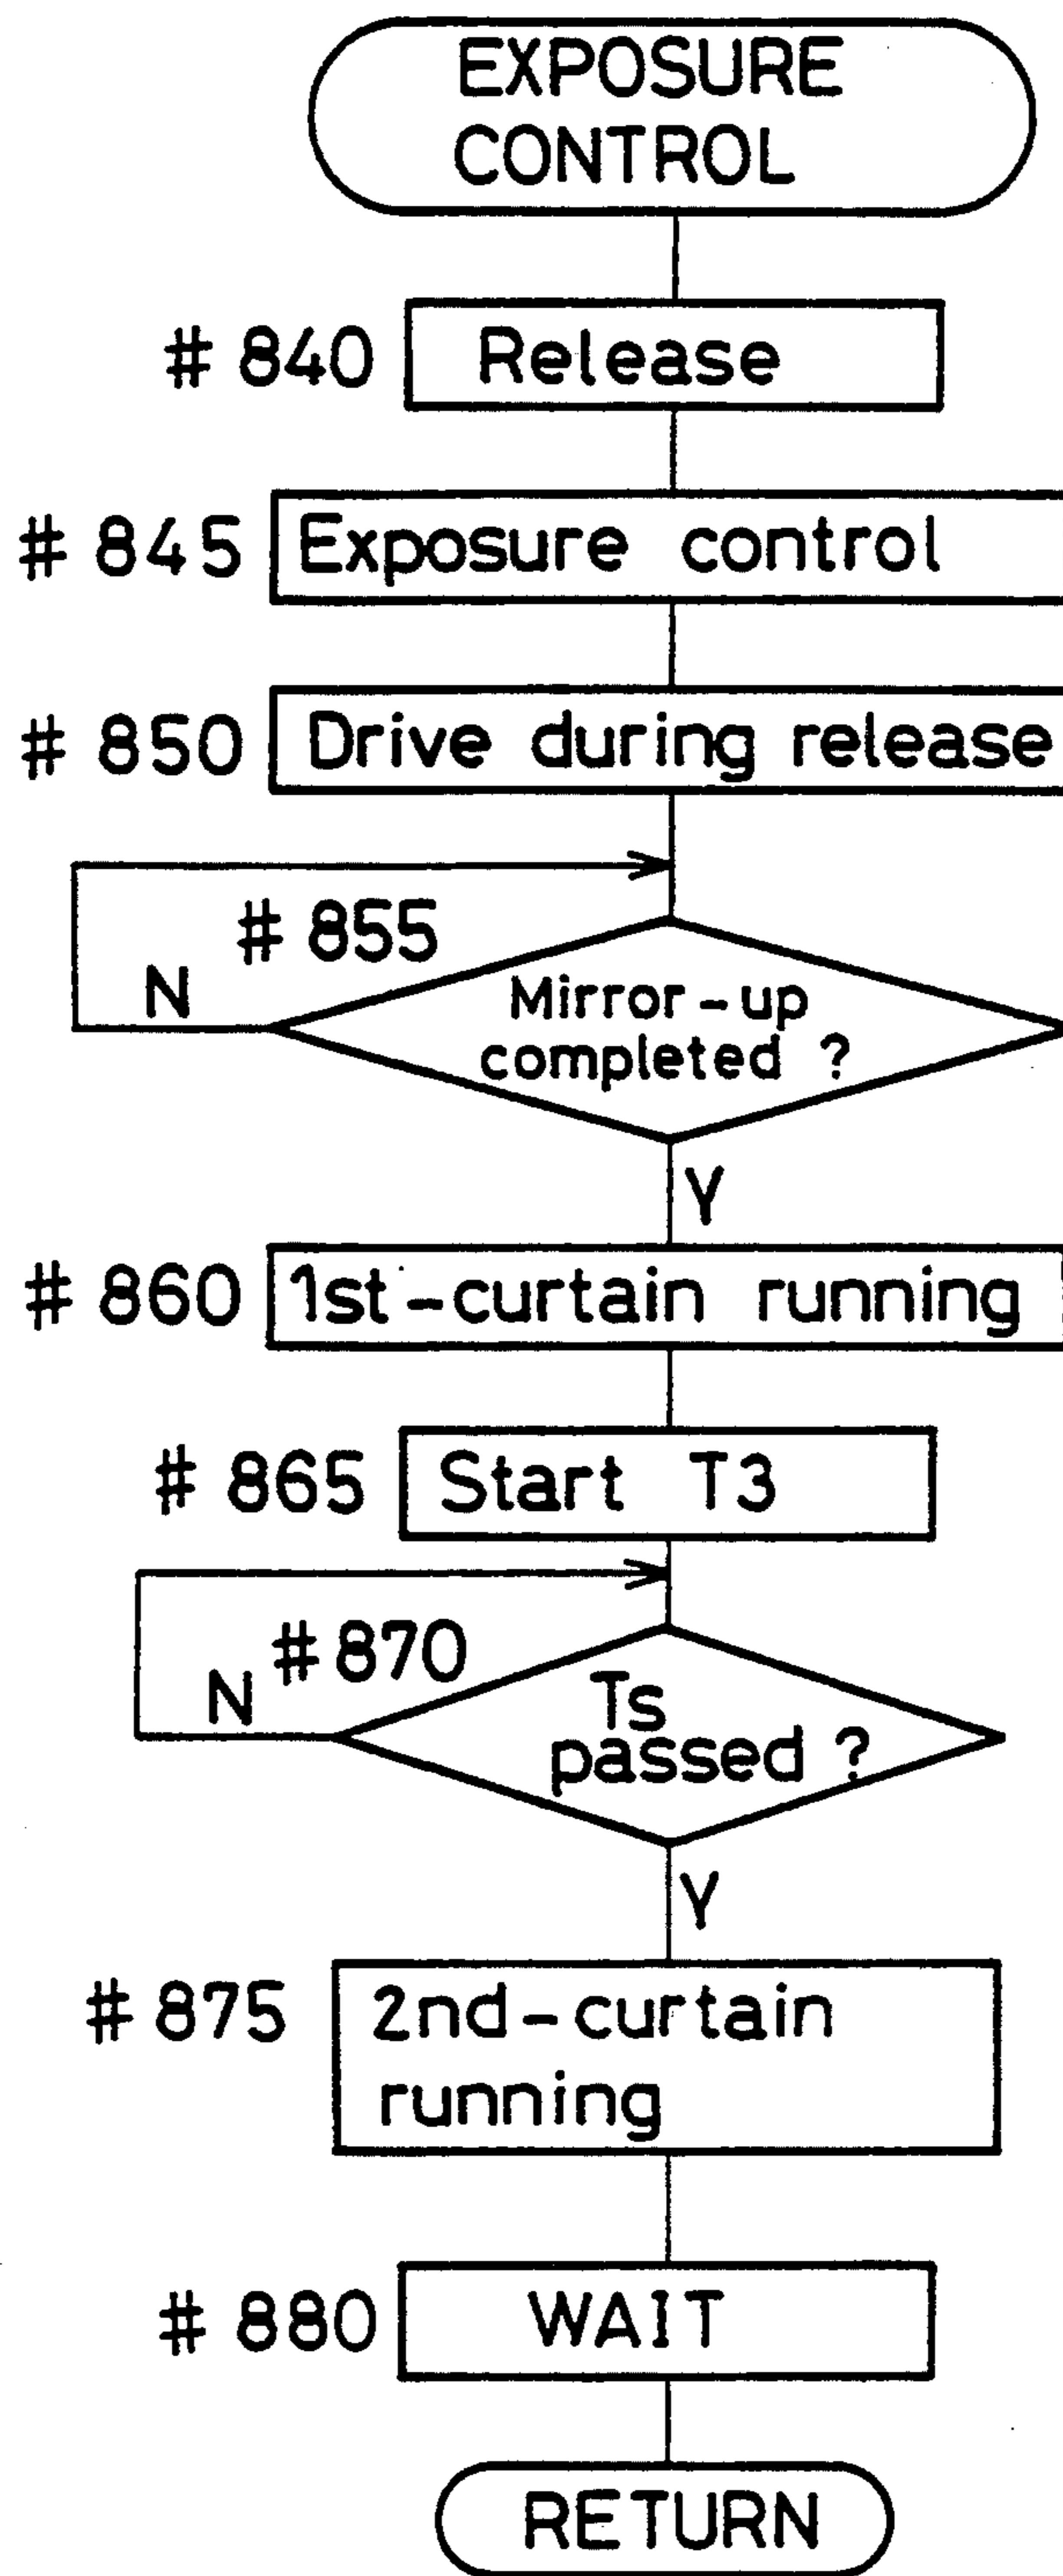 EXPOSURE
CONTROL
# 840 Release
# 845 Exposure control
# 850 Drive during release
# 855
N
Mirror-up
completed ?
Y
# 860 1st-curtain running
# 865 Start T3
# 870
N
Ts
passed ?
Y
# 875 2nd-curtain
running
# 880 WAIT
RETURN